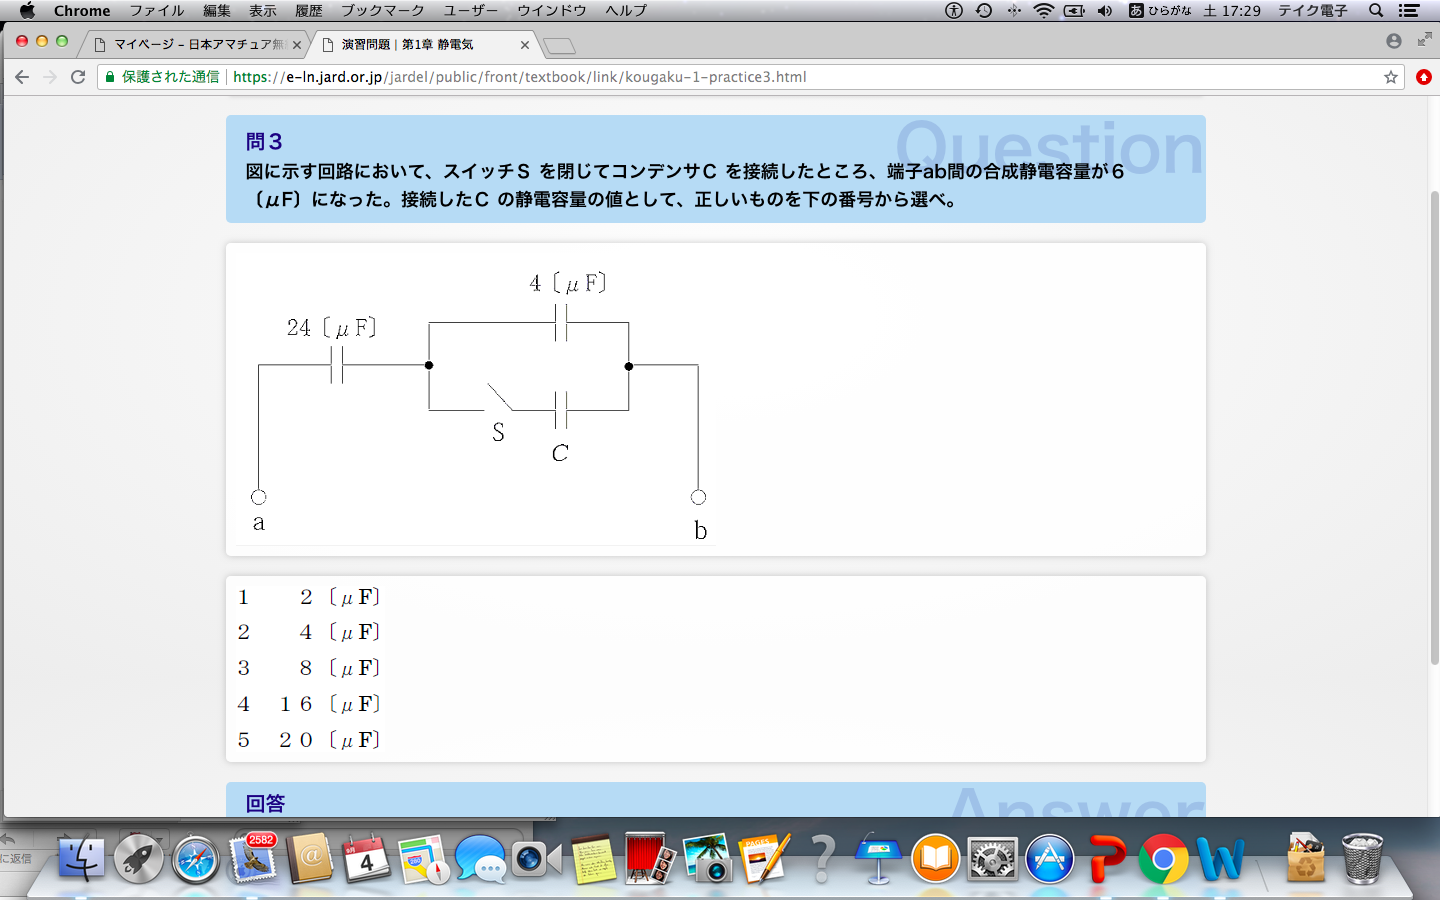 Chrome ファイル 編集 表示 履歴 ブックマーク ユーザー ウインドウ ヘルプ
あ ひらがな 土 17:29 テイク電子
マイページ - 日本アマチュア無
演習問題 | 第1章 静電気
保護された通信 https://e-ln.jard.or.jp/jardel/public/front/textbook/link/kougaku-1-practice3.html
Question
問3
図に示す回路において、スイッチS を閉じてコンデンサC を接続したところ、端子ab間の合成静電容量が6
〔μF〕になった。接続したC の静電容量の値として、正しいものを下の番号から選べ。
4〔μF〕
24〔μF〕
S
C
a
b
1 2〔μF〕
2 4〔μF〕
3 8〔μF〕
4 16〔μF〕
5 20〔μF〕
回答
Answer
に返信
2582
4
280
PAGES